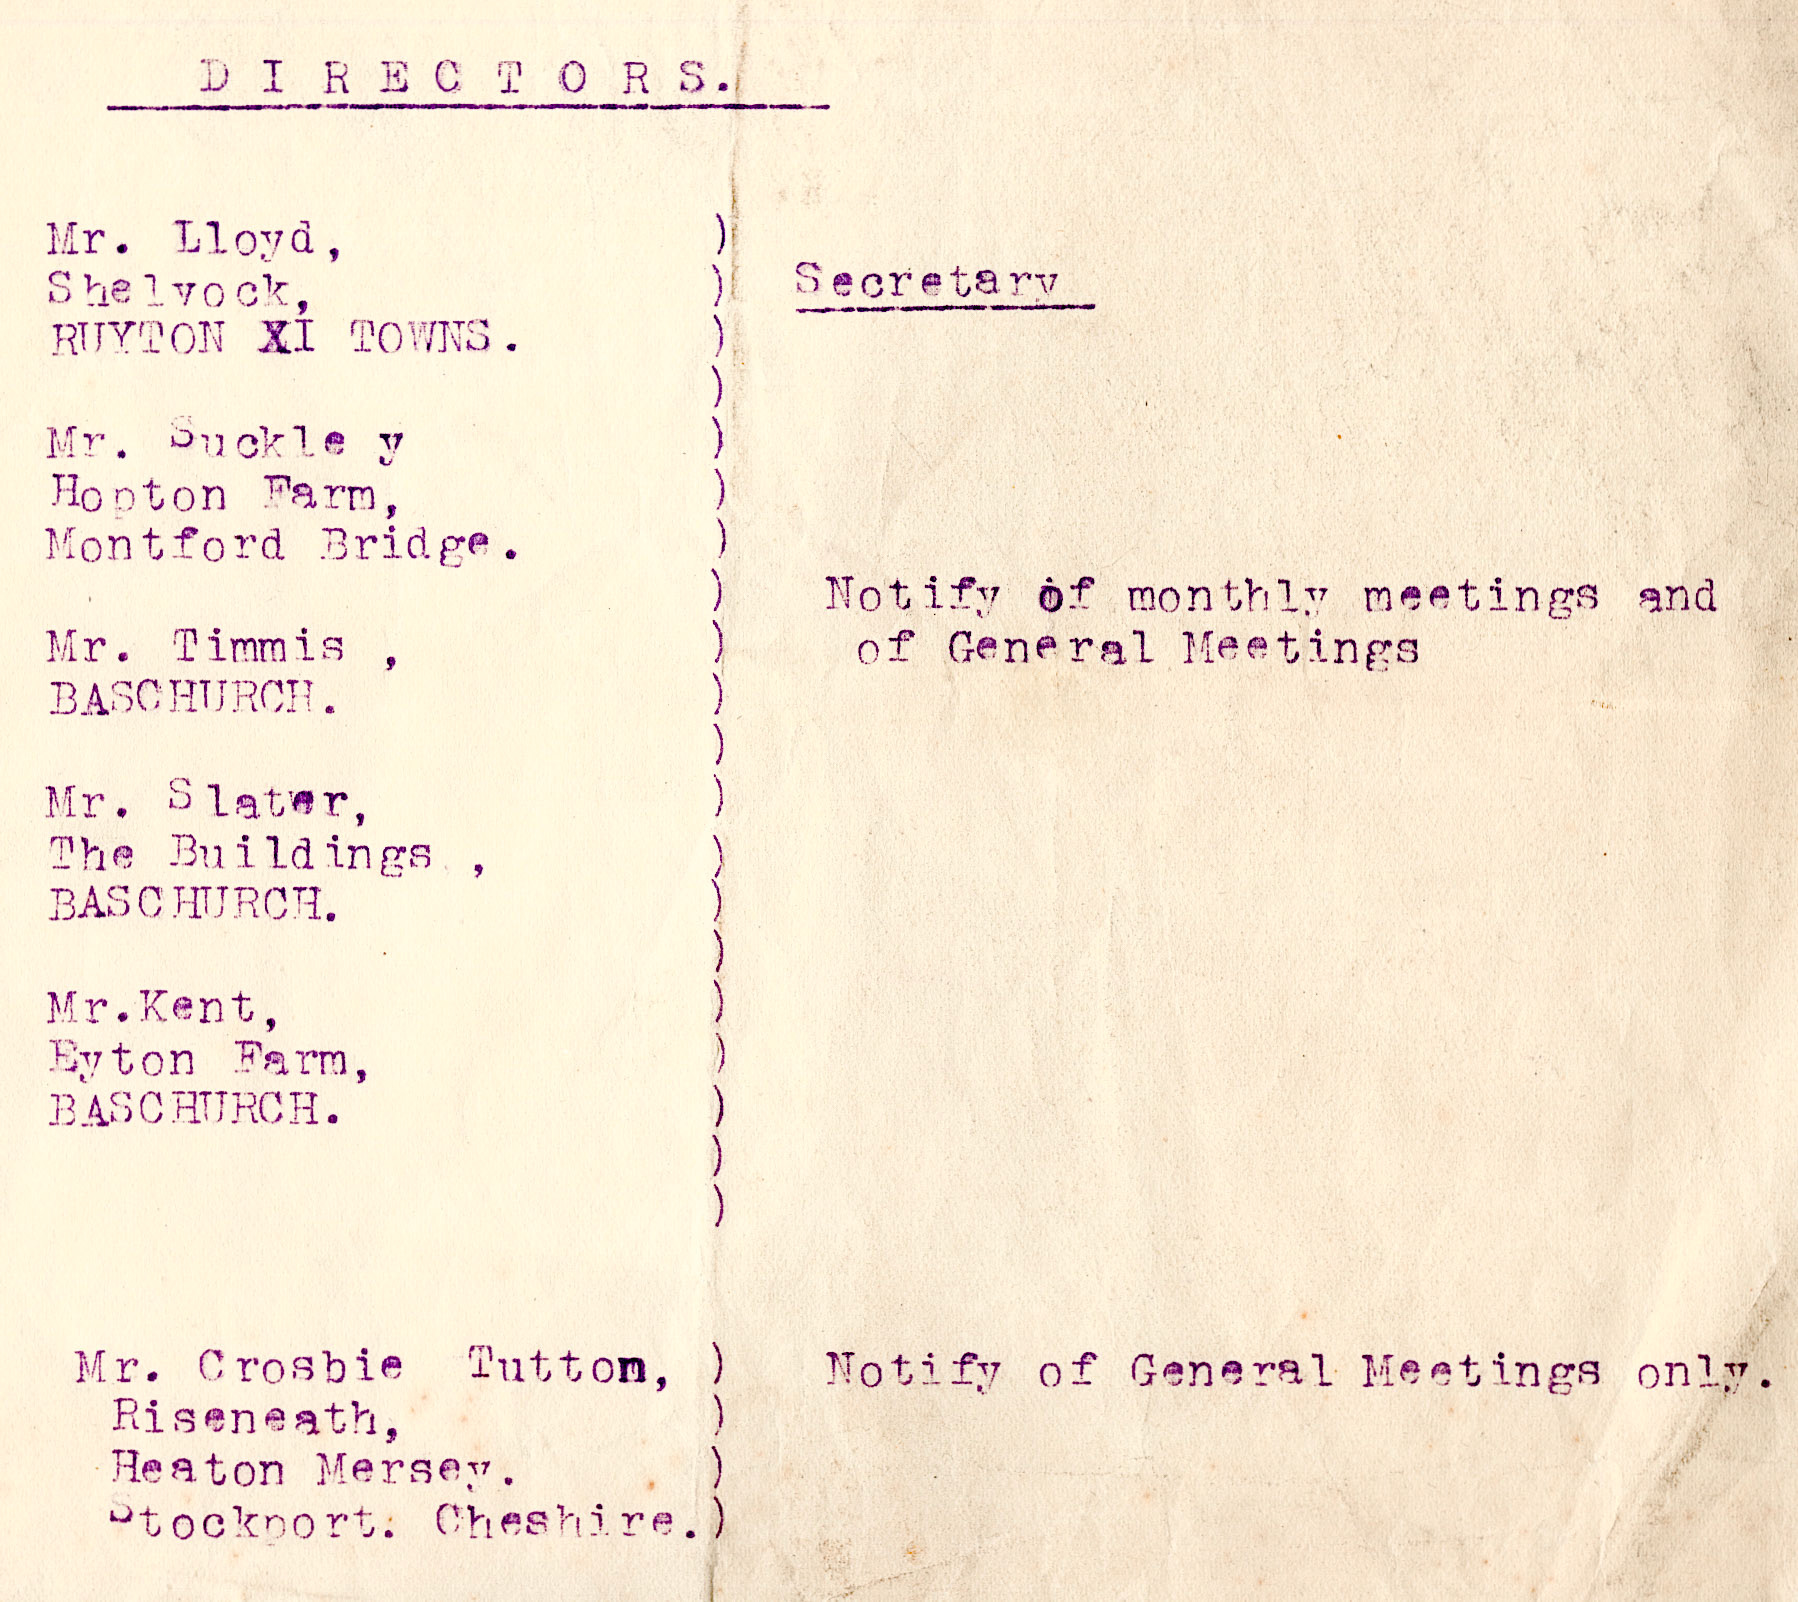 D I R E C T O R S.
Mr. Lloyd, )
Shelvock, ) Secretary
RUYTON XI TOWNS. )
)
Mr. Suckle y )
Hopton Farm, )
Montford Bridge. )
) Notify of monthly meetings and
Mr. Timmis , ) of General Meetings
BASCHURCH. )
)
Mr. Slater, )
The Buildings , )
BASCHURCH. )
)
Mr.Kent, )
Eyton Farm, )
BASCHURCH. )
)
)
Mr. Crosbie Tutton, ) Notify of General Meetings only.
Riseneath, )
Heaton Mersey. )
Stockport. Cheshire.)